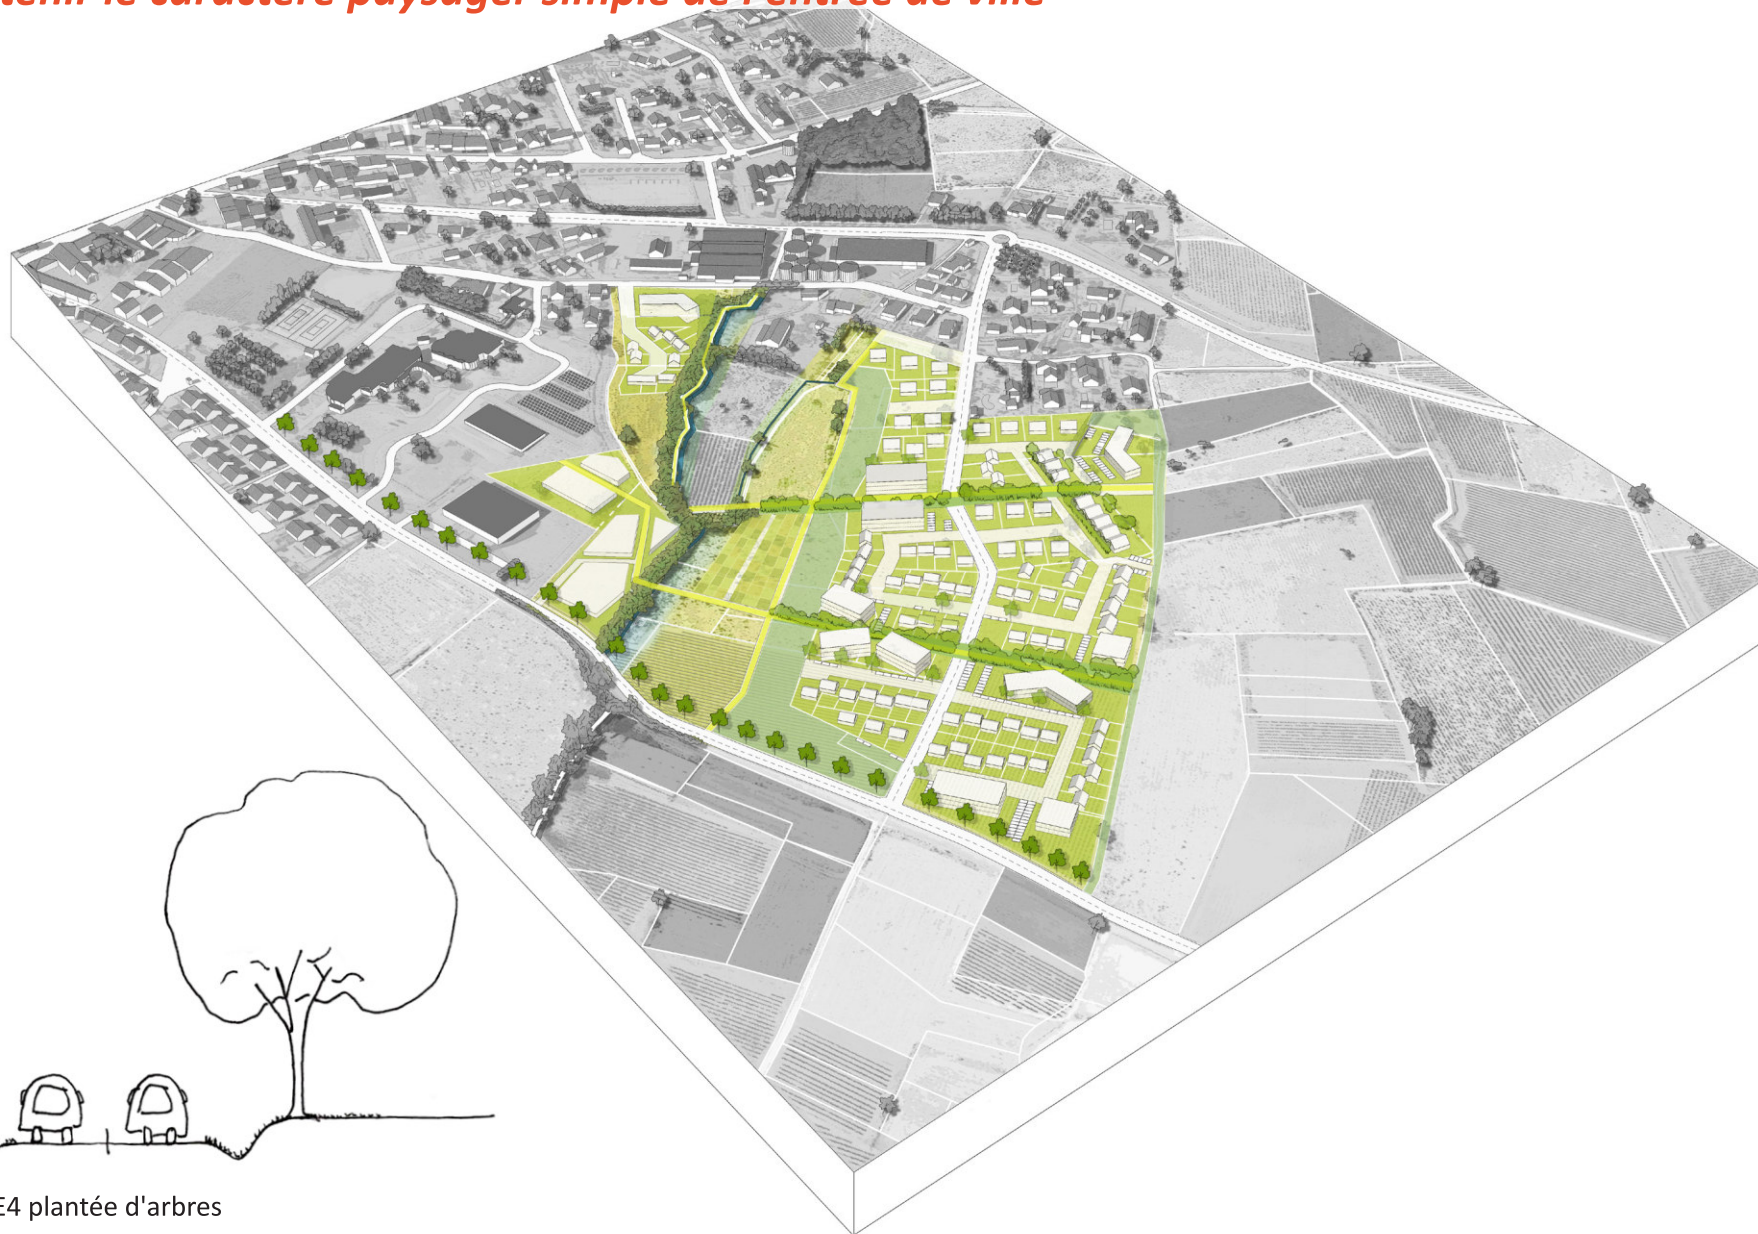 tenir le caractère paysager simple de l'entrée de ville
E4 plantée d'arbres